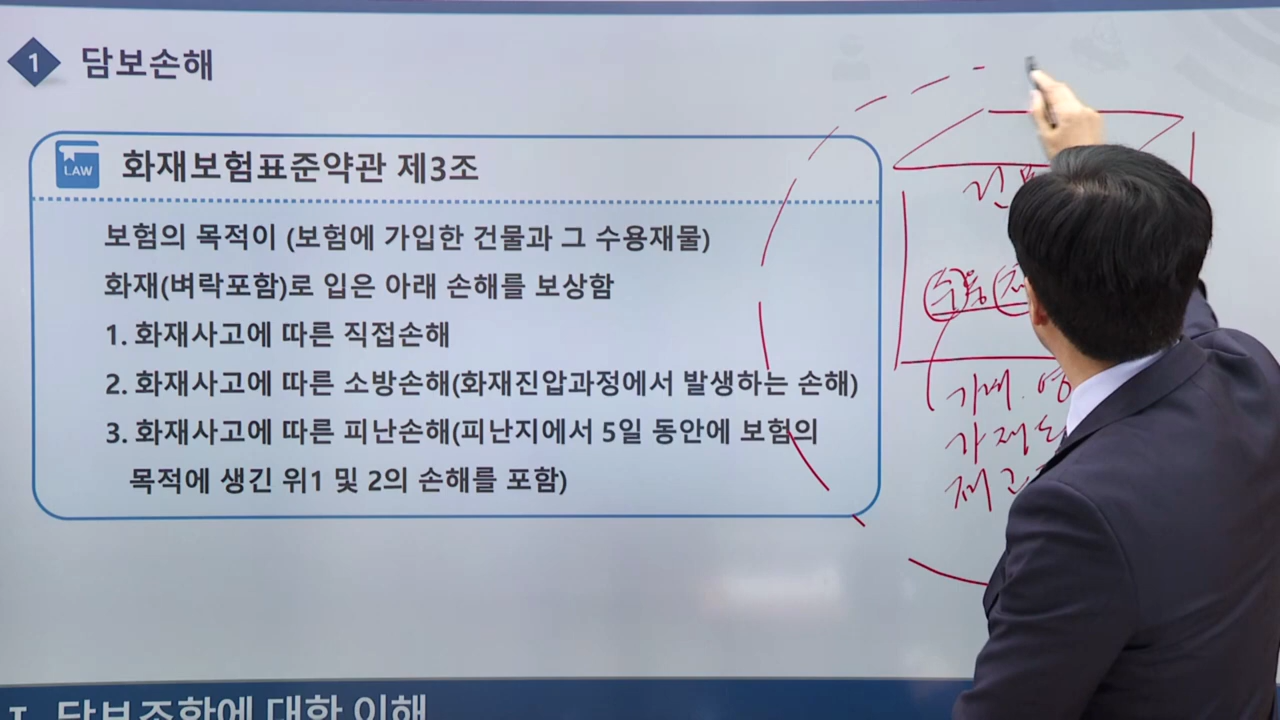 1 담보손해
LAW 화재보험표준약관 제3조
보험의 목적이 (보험에 가입한 건물과 그 수용재물)
화재(벼락포함)로 입은 아래 손해를 보상함
1. 화재사고에 따른 직접손해
2. 화재사고에 따른 소방손해(화재진압과정에서 발생하는 손해)
3. 화재사고에 따른 피난손해(피난지에서 5일 동안에 보험의
목적에 생긴 위1 및 2의 손해를 포함)
수용
가재